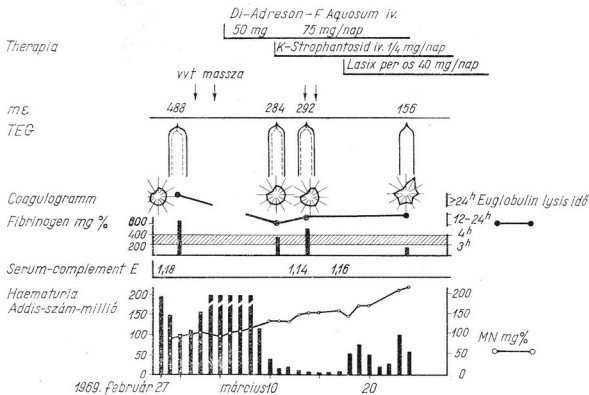 Di-Adreson-F Aquosum iv.
50 mg 75 mg/nap
Therapia
K-Strophantosid iv. 1/4 mg/nap
Lasix per os 40 mg/nap
vvt massza
mε 488 284 292 156
TEG
Coagulogramm >24h Euglobulin lysis idő
Fibrinogen mg % 12-24h
600
400 4h
200 3h
Serum-complement E 1,18 1,14 1,16
Haematuria
Addis-szám-millió
200 200
150 150
100 100 MN mg%
50 50
0 0
1969. február 27 március 10 20